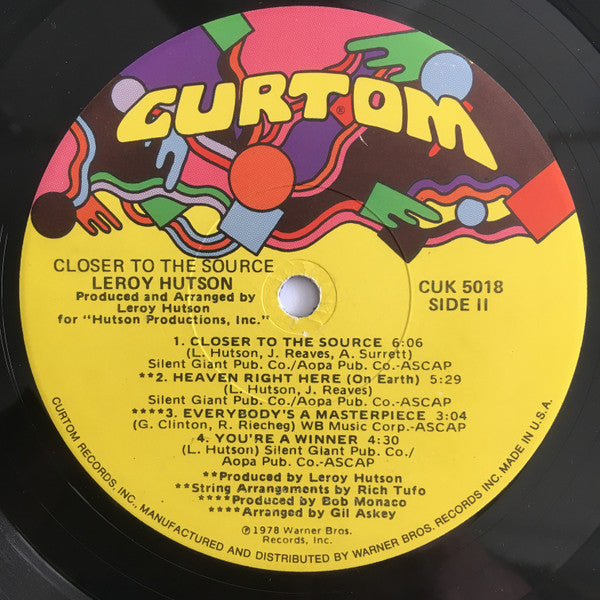 CURTOM®
CLOSER TO THE SOURCE
LEROY HUTSON
Produced and Arranged by
Leroy Hutson
for "Hutson Productions, Inc."
CUK 5018
SIDE II
1. CLOSER TO THE SOURCE 6:06
(L. Hutson, J. Reaves, A. Surrett)
Silent Giant Pub. Co./Aopa Pub. Co.-ASCAP
**2. HEAVEN RIGHT HERE (On Earth) 5:29
(L. Hutson, J. Reaves)
Silent Giant Pub. Co./Aopa Pub. Co.-ASCAP
****3. EVERYBODY'S A MASTERPIECE 3:04
(G. Clinton, R. Riecheg) WB Music Corp.-ASCAP
4. YOU'RE A WINNER 4:30
(L. Hutson) Silent Giant Pub. Co./
Aopa Pub. Co.-ASCAP
**Produced by Leroy Hutson
**String Arrangements by Rich Tufo
****Produced by Bob Monaco
****Arranged by Gil Askey
℗1978 Warner Bros.
Records, Inc.
CURTOM RECORDS, INC., MANUFACTURED AND DISTRIBUTED BY WARNER BROS. RECORDS INC. MADE IN U.S.A.